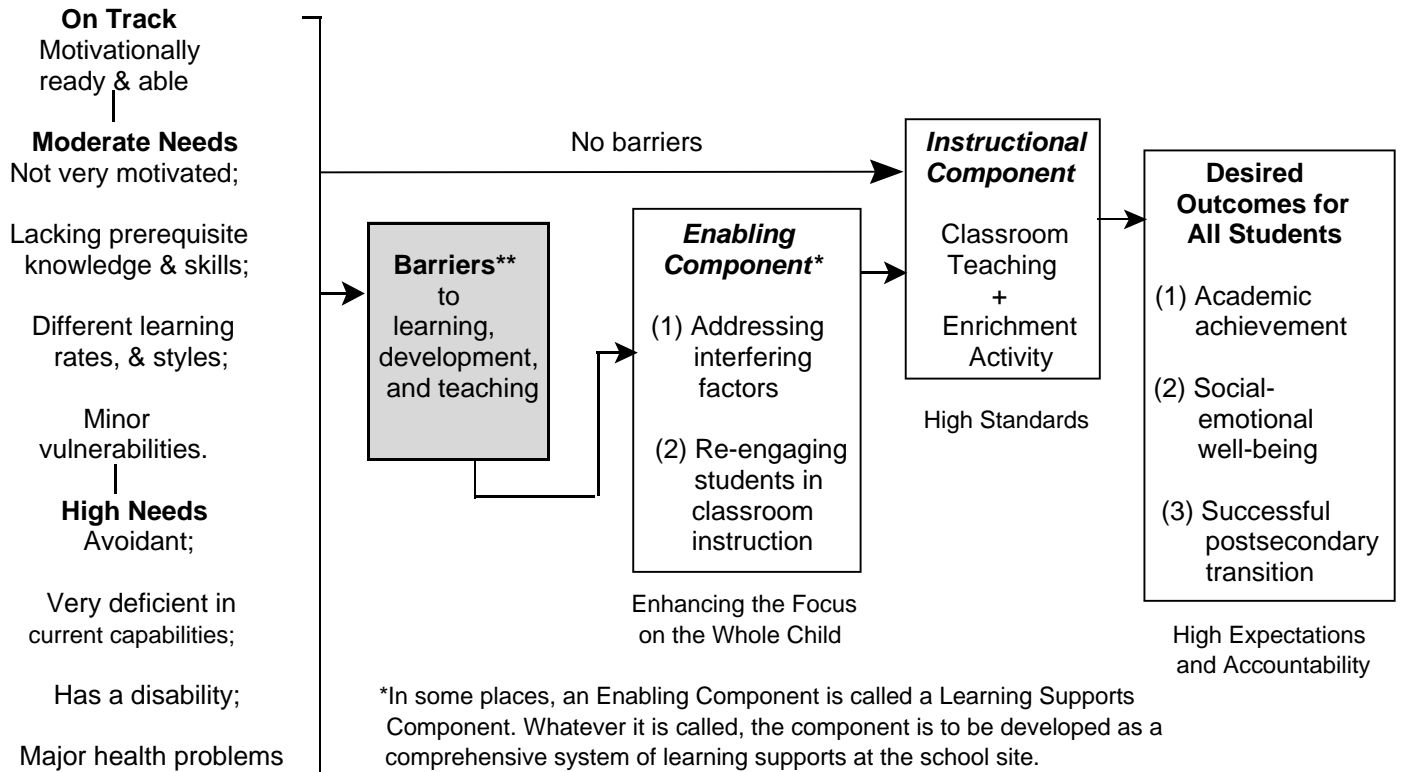 On Track
Motivationally
ready & able
Moderate Needs
Not very motivated;
Lacking prerequisite
knowledge & skills;
Different learning
rates, & styles;
Minor
vulnerabilities.
High Needs
Avoidant;
Very deficient in
current capabilities;
Has a disability;
Major health problems
No barriers
Barriers**
to
learning,
development,
and teaching
Enabling
Component*
(1) Addressing
interfering
factors
(2) Re-engaging
students in
classroom
instruction
Enhancing the Focus
on the Whole Child
Instructional
Component
Classroom
Teaching
+
Enrichment
Activity
High Standards
Desired
Outcomes for
All Students
(1) Academic
achievement
(2) Social-
emotional
well-being
(3) Successful
postsecondary
transition
High Expectations
and Accountability
*In some places, an Enabling Component is called a Learning Supports
Component. Whatever it is called, the component is to be developed as a
comprehensive system of learning supports at the school site.